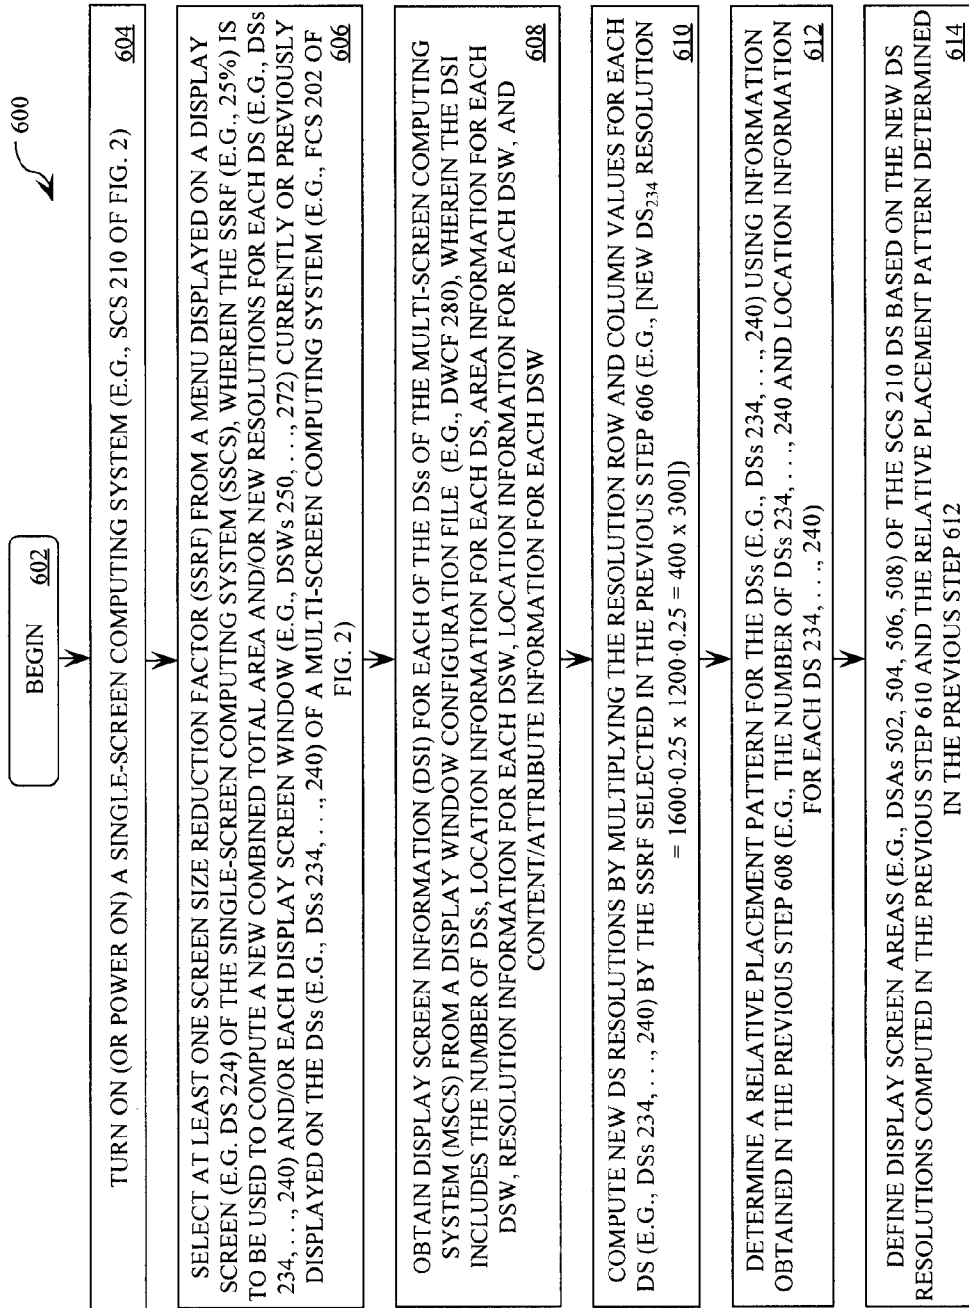 600
BEGIN 602
TURN ON (OR POWER ON) A SINGLE-SCREEN COMPUTING SYSTEM (E.G., SCS 210 OF FIG. 2)
604
SELECT AT LEAST ONE SCREEN SIZE REDUCTION FACTOR (SSRF) FROM A MENU DISPLAYED ON A DISPLAY
SCREEN (E.G. DS 224) OF THE SINGLE-SCREEN COMPUTING SYSTEM (SSCS), WHEREIN THE SSRF (E.G., 25%) IS
TO BE USED TO COMPUTE A NEW COMBINED TOTAL AREA AND/OR NEW RESOLUTIONS FOR EACH DS (E.G., DSs
234, . . ., 240) AND/OR EACH DISPLAY SCREEN WINDOW (E.G., DSWs 250, . . ., 272) CURRENTLY OR PREVIOUSLY
DISPLAYED ON THE DSs (E.G., DSs 234, . . ., 240) OF A MULTI-SCREEN COMPUTING SYSTEM (E.G., FCS 202 OF
FIG. 2)
606
OBTAIN DISPLAY SCREEN INFORMATION (DSI) FOR EACH OF THE DSs OF THE MULTI-SCREEN COMPUTING
SYSTEM (MSCS) FROM A DISPLAY WINDOW CONFIGURATION FILE (E.G., DWCF 280), WHEREIN THE DSI
INCLUDES THE NUMBER OF DSs, LOCATION INFORMATION FOR EACH DS, AREA INFORMATION FOR EACH
DSW, RESOLUTION INFORMATION FOR EACH DSW, LOCATION INFORMATION FOR EACH DSW, AND
CONTENT/ATTRIBUTE INFORMATION FOR EACH DSW
608
COMPUTE NEW DS RESOLUTIONS BY MULTIPLYING THE RESOLUTION ROW AND COLUMN VALUES FOR EACH
DS (E.G., DSs 234, . . ., 240) BY THE SSRF SELECTED IN THE PREVIOUS STEP 606 (E.G., [NEW DS234 RESOLUTION
= 1600·0.25 x 1200·0.25 = 400 x 300])
610
DETERMINE A RELATIVE PLACEMENT PATTERN FOR THE DSs (E.G., DSs 234, . . ., 240) USING INFORMATION
OBTAINED IN THE PREVIOUS STEP 608 (E.G., THE NUMBER OF DSs 234, . . ., 240 AND LOCATION INFORMATION
FOR EACH DS 234, . . ., 240)
612
DEFINE DISPLAY SCREEN AREAS (E.G., DSAs 502, 504, 506, 508) OF THE SCS 210 DS BASED ON THE NEW DS
RESOLUTIONS COMPUTED IN THE PREVIOUS STEP 610 AND THE RELATIVE PLACEMENT PATTERN DETERMINED
IN THE PREVIOUS STEP 612
614